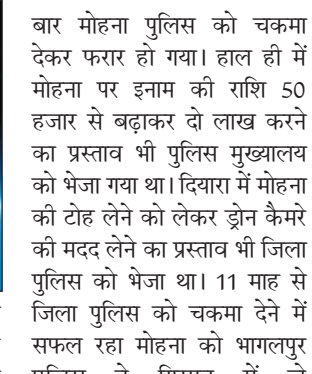 बार मोहना पुलिस को चकमा
देकर फरार हो गया। हाल ही में
मोहना पर इनाम की राशि 50
हजार से बढ़ाकर दो लाख करने
का प्रस्ताव भी पुलिस मुख्यालय
को भेजा गया था। दियारा में मोहना
की टोह लेने को लेकर ड्रोन कैमरे
की मदद लेने का प्रस्ताव भी जिला
पुलिस को भेजा था। 11 माह से
जिला पुलिस को चकमा देने में
सफल रहा मोहना को भागलपुर